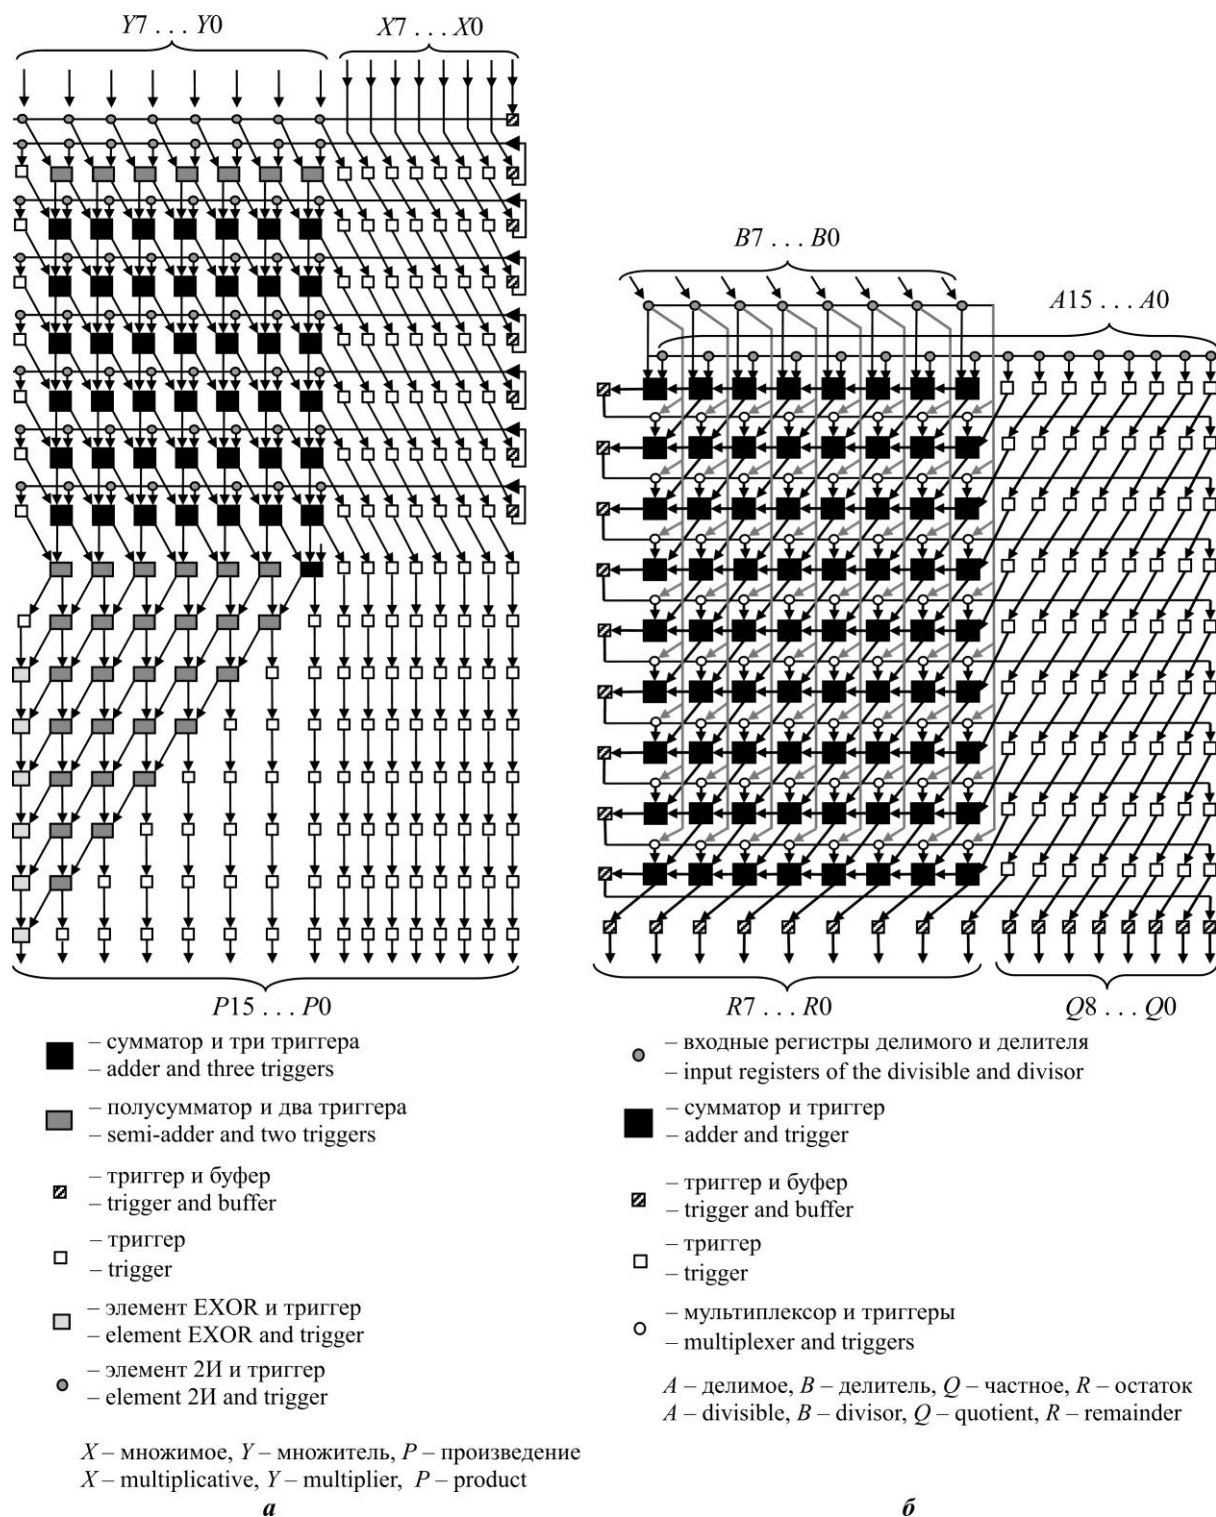 Y7 . . . Y0
X7 . . . X0
P15 . . . P0
– сумматор и три триггера
– adder and three triggers
– полусумматор и два триггера
– semi-adder and two triggers
– триггер и буфер
– trigger and buffer
– триггер
– trigger
– элемент EXOR и триггер
– element EXOR and trigger
– элемент 2И и триггер
– element 2И and trigger
X – множимое, Y – множитель, P – произведение
X – multiplicative, Y – multiplier, P – product
а
B7 . . . B0
A15 . . . A0
R7 . . . R0
Q8 . . . Q0
– входные регистры делимого и делителя
– input registers of the divisible and divisor
– сумматор и триггер
– adder and trigger
– триггер и буфер
– trigger and buffer
– триггер
– trigger
– мультиплексор и триггеры
– multiplexer and triggers
A – делимое, B – делитель, Q – частное, R – остаток
A – divisible, B – divisor, Q – quotient, R – remainder
б